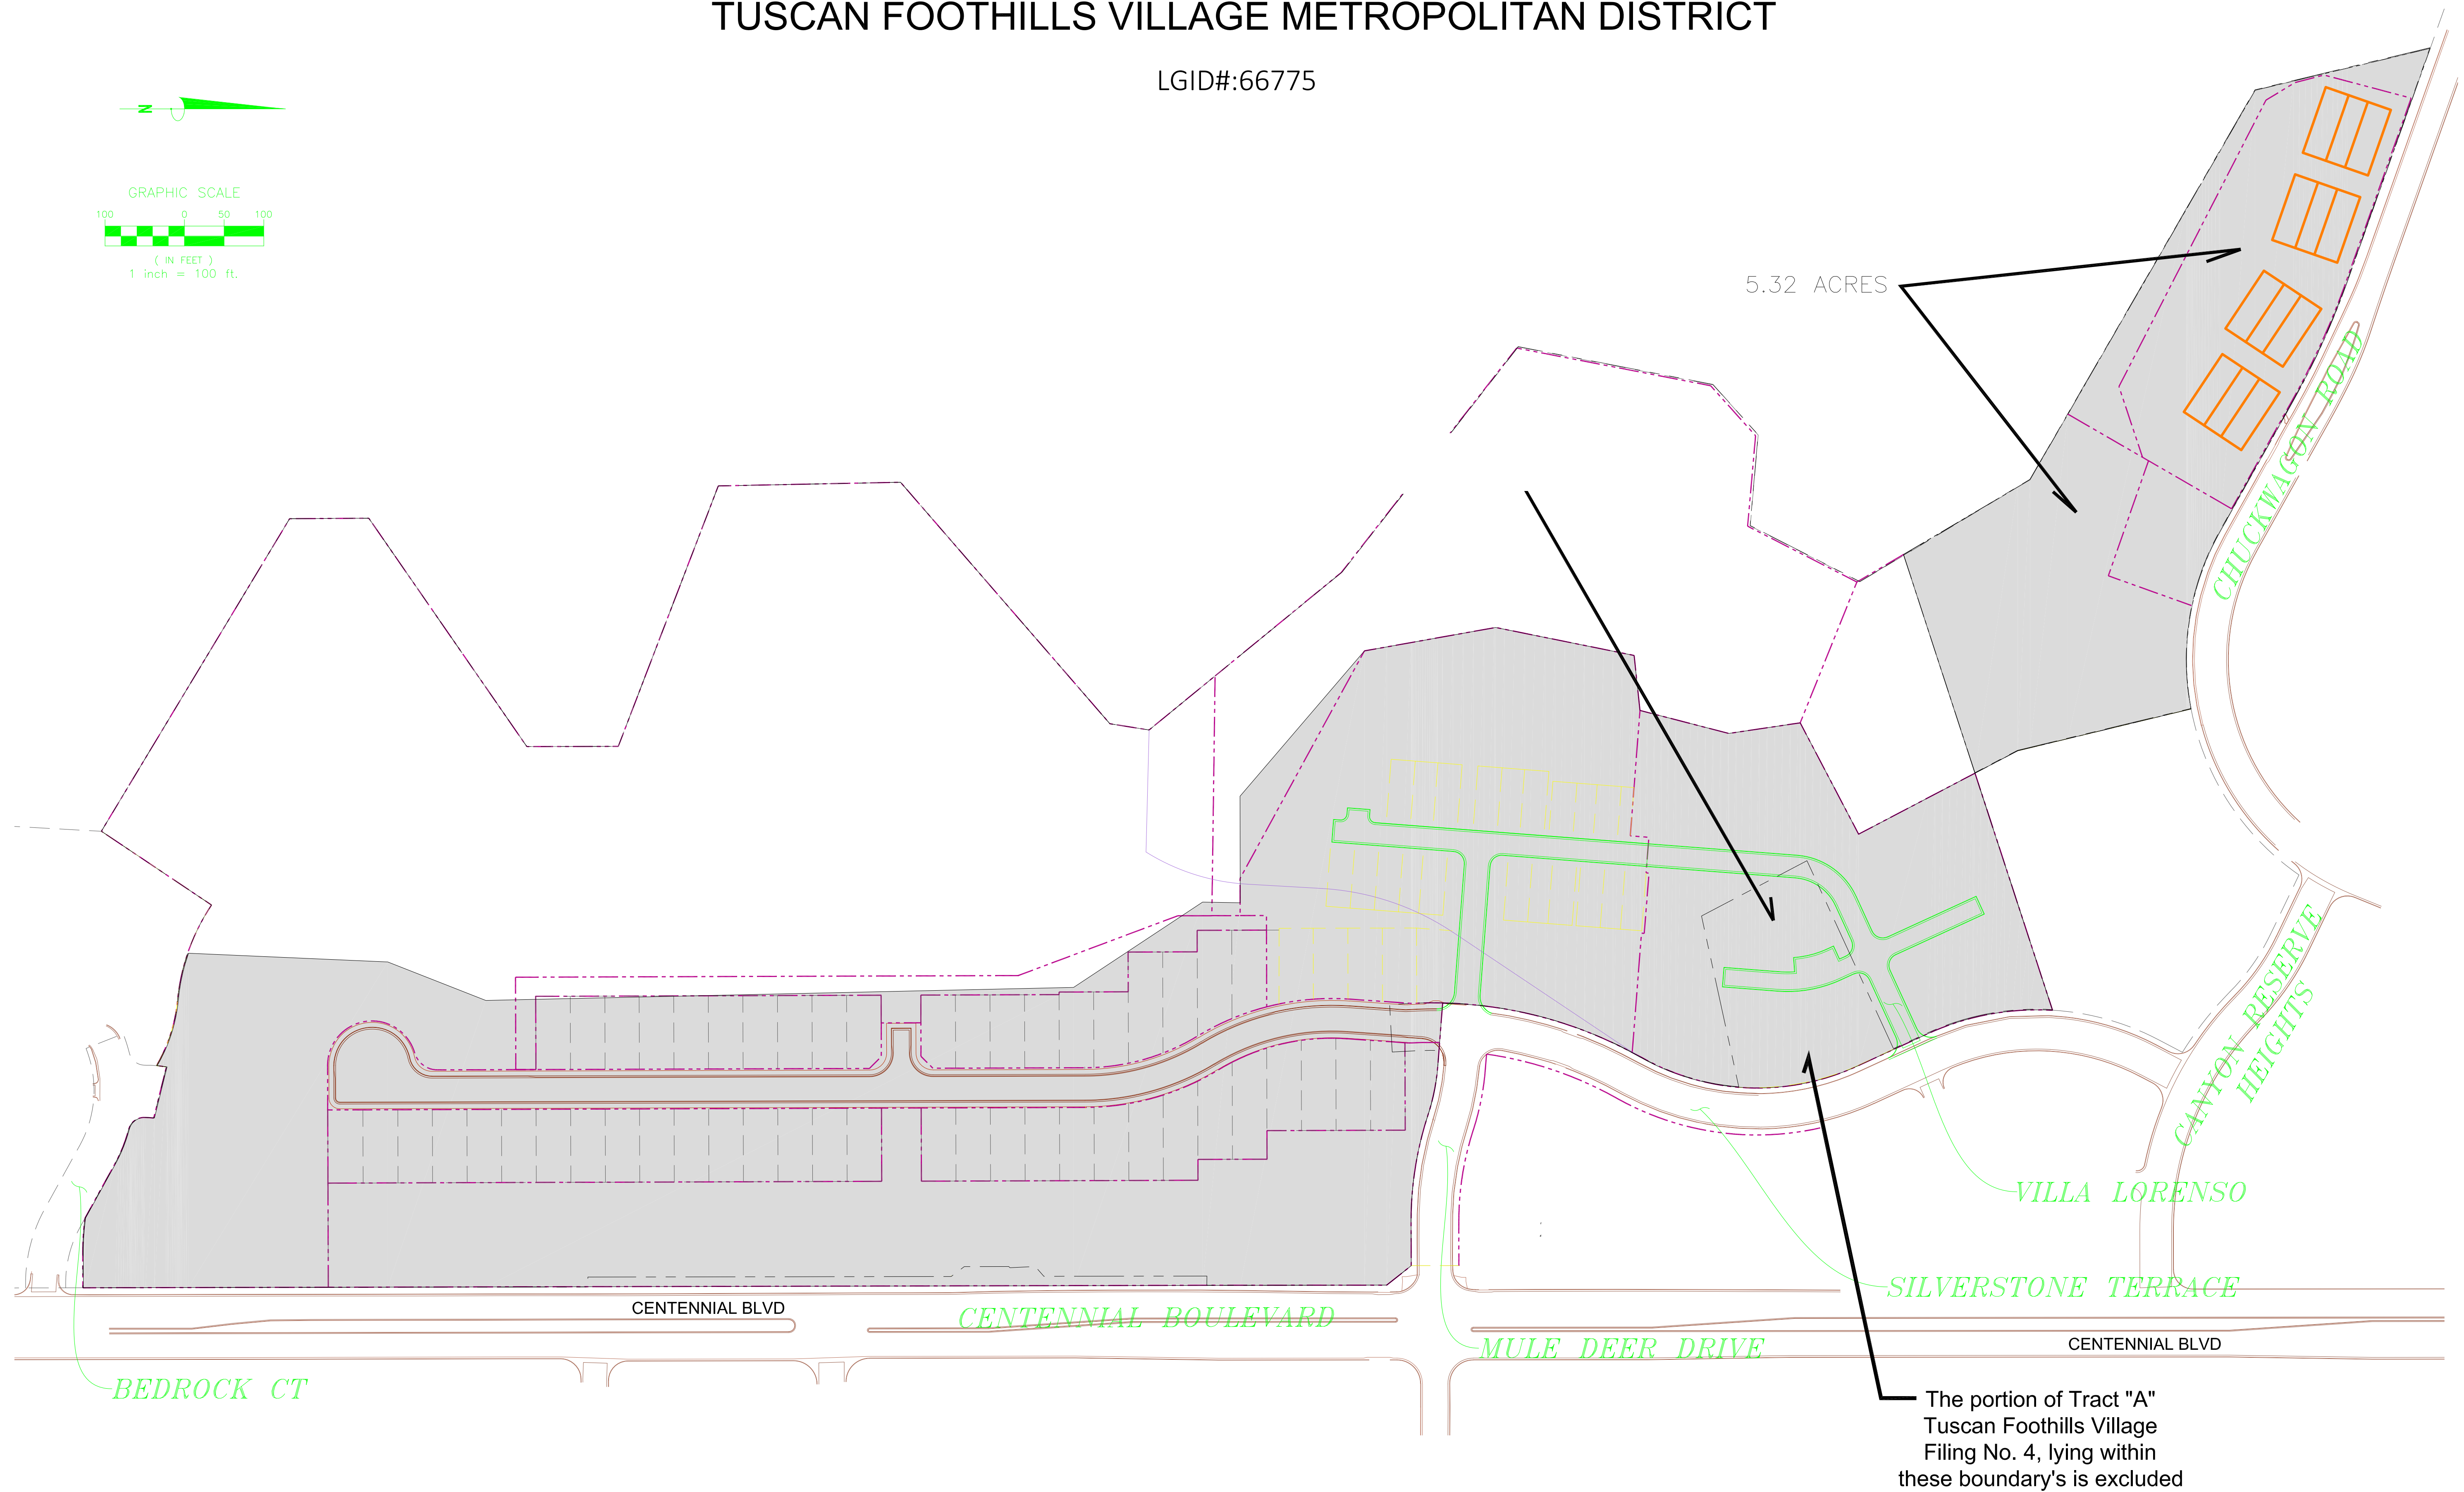 TUSCAN FOOTHILLS VILLAGE METROPOLITAN DISTRICT
LGID#:66775
N
GRAPHIC SCALE
100 0 50 100
( IN FEET )
1 inch = 100 ft.
5.32 ACRES
CHUCKWAGON ROAD
CANYON RESERVE
HEIGHTS
VILLA LORENSO
SILVERSTONE TERRACE
CENTENNIAL BLVD
CENTENNIAL BOULEVARD
MULE DEER DRIVE
CENTENNIAL BLVD
BEDROCK CT
The portion of Tract "A"
Tuscan Foothills Village
Filing No. 4, lying within
these boundary's is excluded